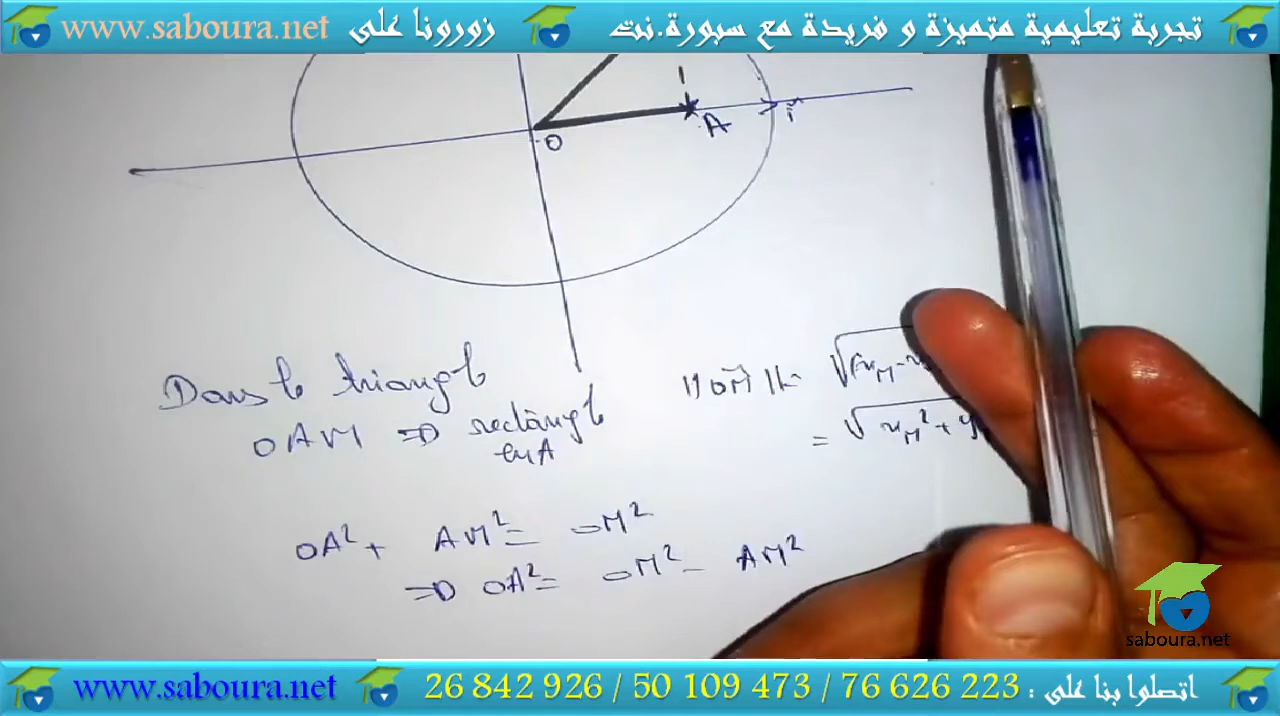 تجربة تعليمية متميزة و فريدة مع سبورة.نت زورونا على www.saboura.net
O
A
i
Dans le triangle
OAM => rectangle
en A
||OM|| =
= √ x_M² + y
OA² + AM² = OM²
=> OA² = OM² - AM²
saboura.net
اتصلوا بنا على : 26 842 926 / 50 109 473 / 76 626 223 www.saboura.net